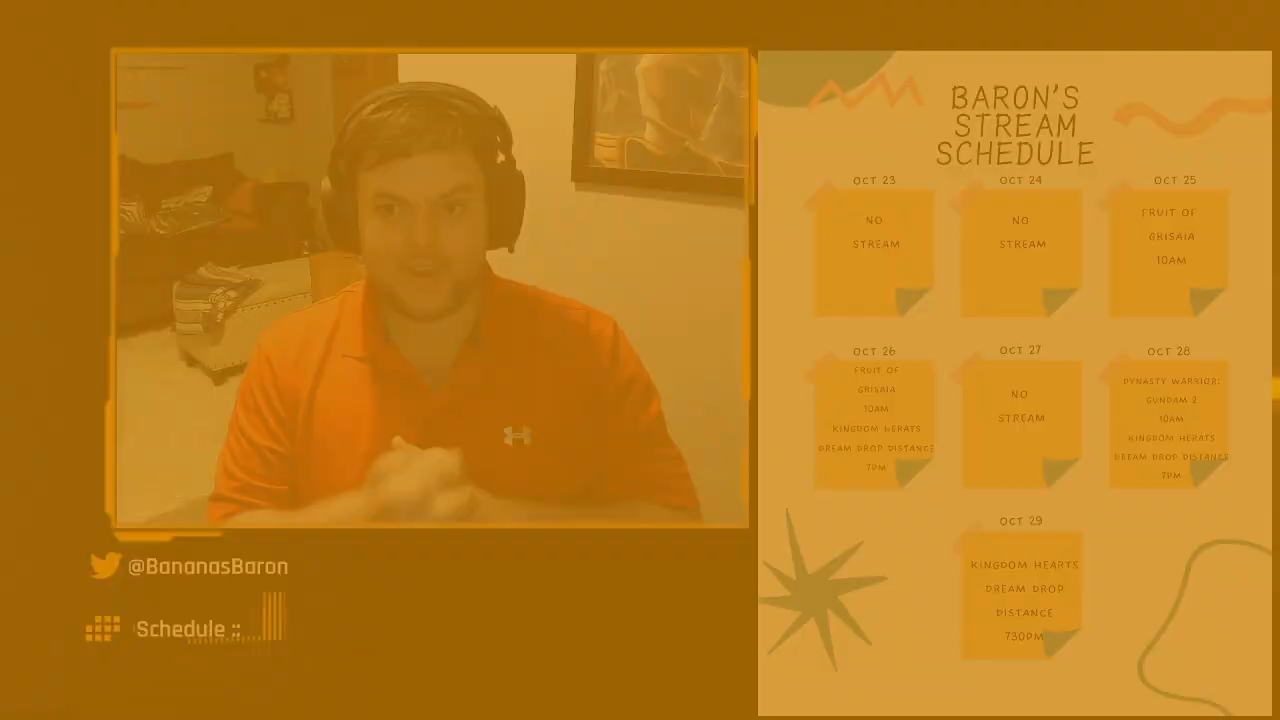 BARON'S
STREAM
SCHEDULE
OCT 23
NO
STREAM
OCT 24
NO
STREAM
OCT 25
FRUIT OF
GRISAIA
10AM
OCT 26
FRUIT OF
GRISAIA
10AM
KINGDOM HERATS
DREAM DROP DISTANCE
7PM
OCT 27
NO
STREAM
OCT 28
DYNASTY WARRIOR:
GUNDAM 2
10AM
KINGDOM HERATS
DREAM DROP DISTANCE
7PM
OCT 29
KINGDOM HEARTS
DREAM DROP
DISTANCE
730PM
@BananasBaron
Schedule ::